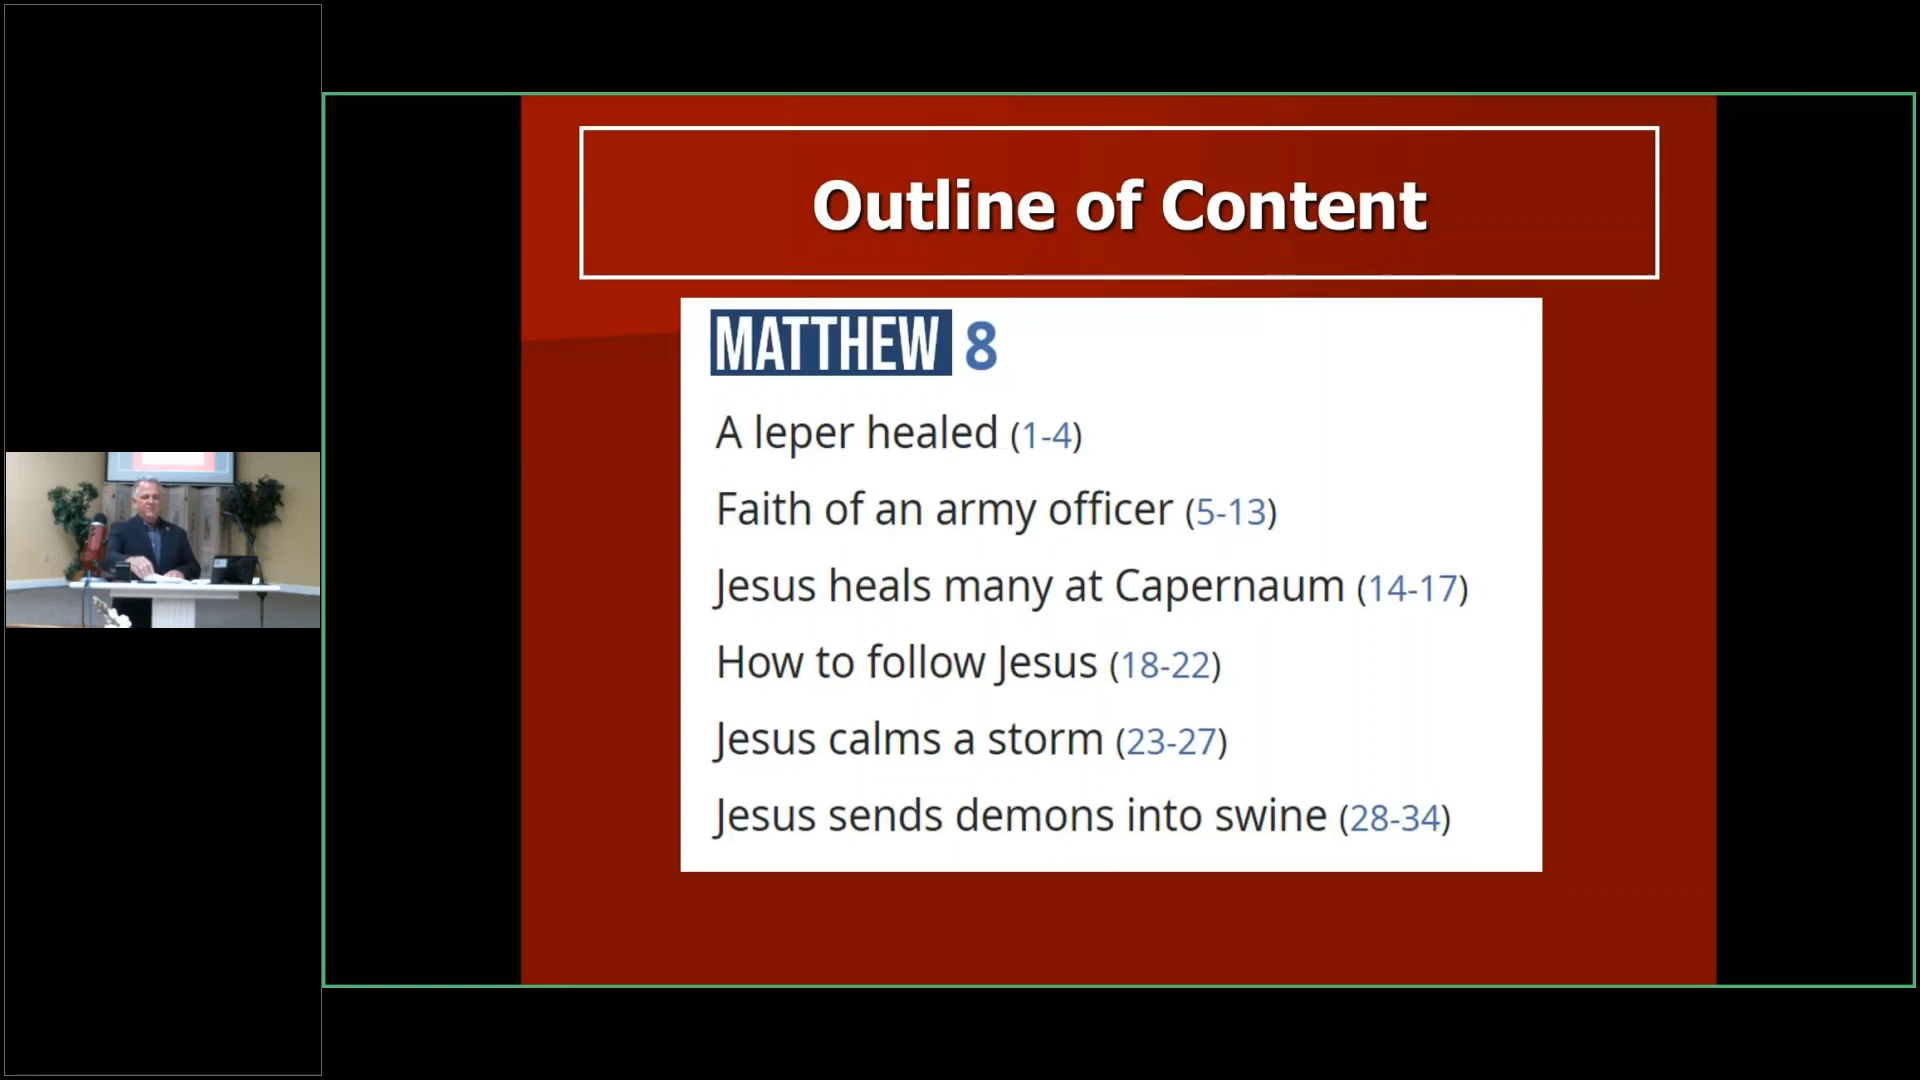 Outline of Content
MATTHEW 8
A leper healed (1-4)
Faith of an army officer (5-13)
Jesus heals many at Capernaum (14-17)
How to follow Jesus (18-22)
Jesus calms a storm (23-27)
Jesus sends demons into swine (28-34)